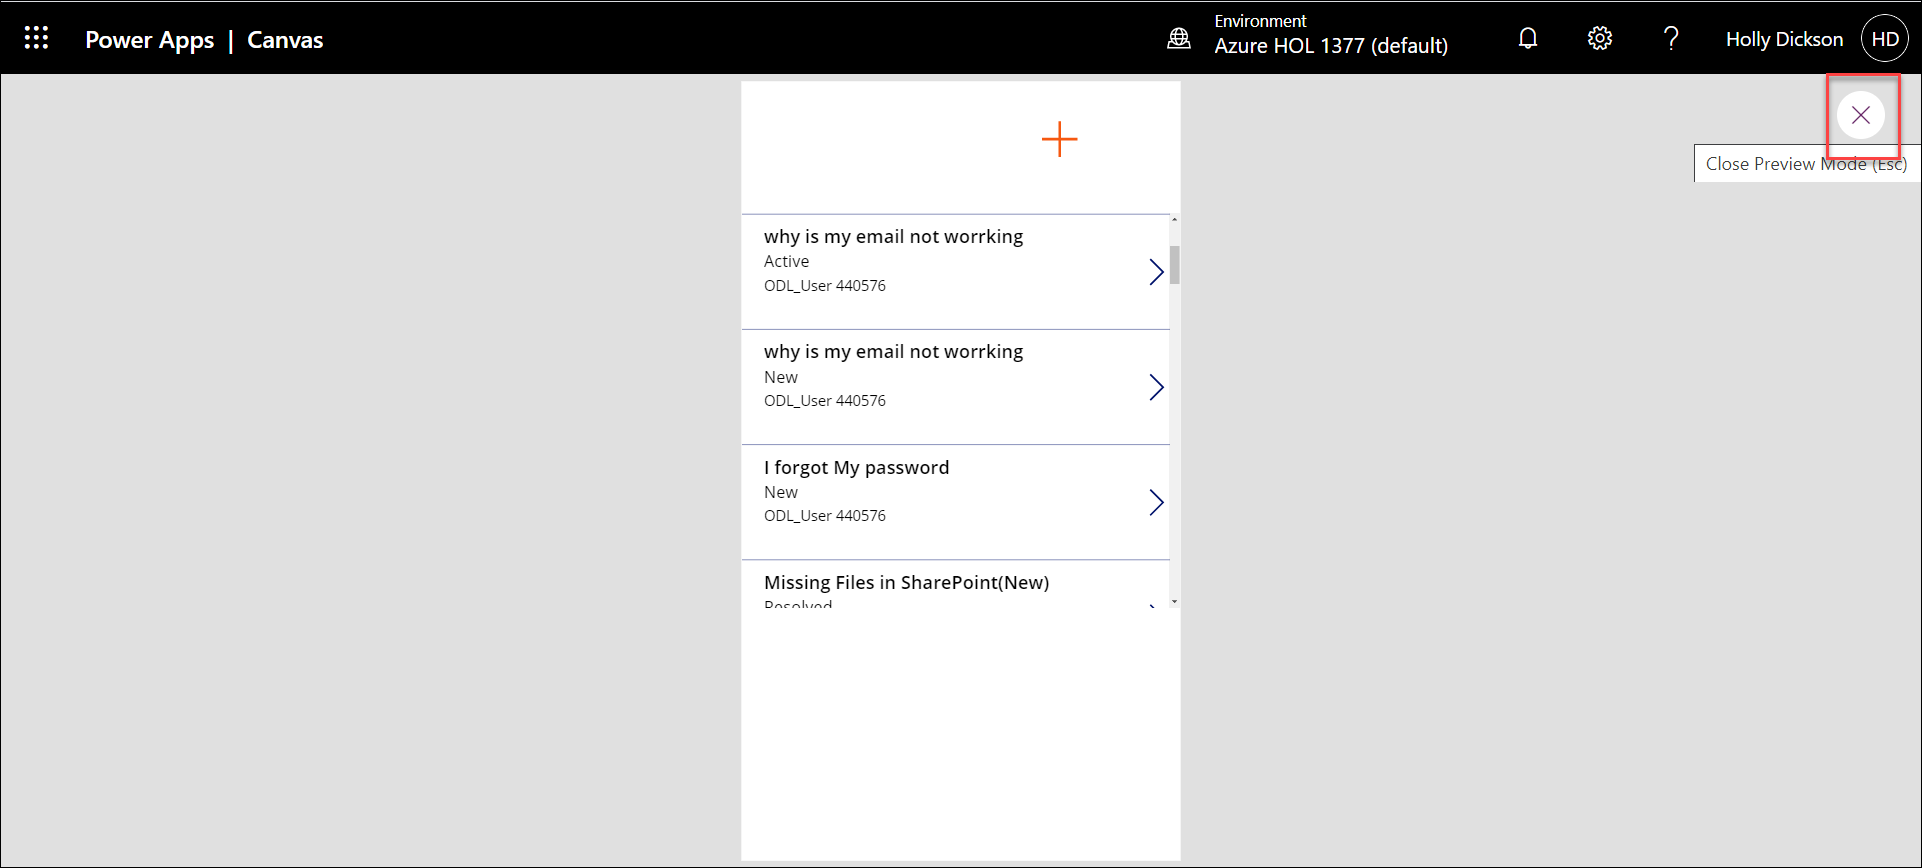 Power Apps | Canvas
Environment
Azure HOL 1377 (default)
Holly Dickson
HD
Close Preview Mode (Esc)
why is my email not worrking
Active
ODL_User 440576
why is my email not worrking
New
ODL_User 440576
I forgot My password
New
ODL_User 440576
Missing Files in SharePoint(New)
Resolved